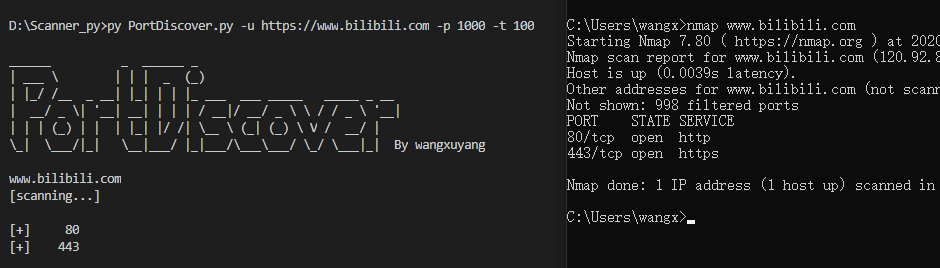 D:\Scanner_py>py PortDiscover.py -u https://www.bilibili.com -p 1000 -t 100
PortDiscover
By wangxuyang
www.bilibili.com
[scanning...]
[+] 80
[+] 443
C:\Users\wangx>nmap www.bilibili.com
Starting Nmap 7.80 ( https://nmap.org ) at 2020
Nmap scan report for www.bilibili.com (120.92.8
Host is up (0.0039s latency).
Other addresses for www.bilibili.com (not scann
Not shown: 998 filtered ports
PORT STATE SERVICE
80/tcp open http
443/tcp open https
Nmap done: 1 IP address (1 host up) scanned in
C:\Users\wangx>